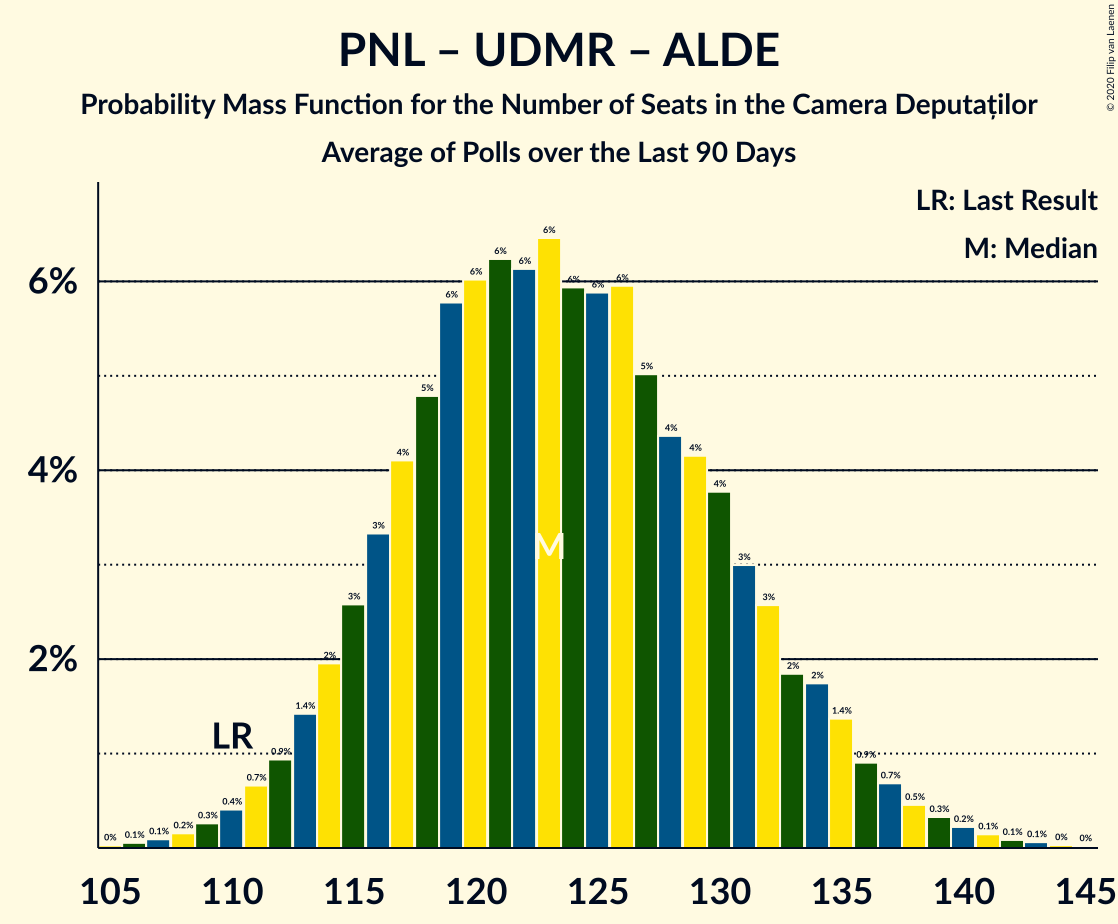 PNL – UDMR – ALDE
Probability Mass Function for the Number of Seats in the Camera Deputaților
Average of Polls over the Last 90 Days
© 2020 Filip van Laenen
LR: Last Result
M: Median
6%
4%
2%
0% 0.1% 0.1% 0.2% 0.3% 0.4% 0.7% 0.9% 1.4% 2% 3% 3% 4% 5% 6% 6% 6% 6% 6% 6% 6% 6% 5% 4% 4% 4% 3% 3% 2% 2% 1.4% 0.9% 0.7% 0.5% 0.3% 0.2% 0.1% 0.1% 0.1% 0% 0%
M
LR
105 110 115 120 125 130 135 140 145